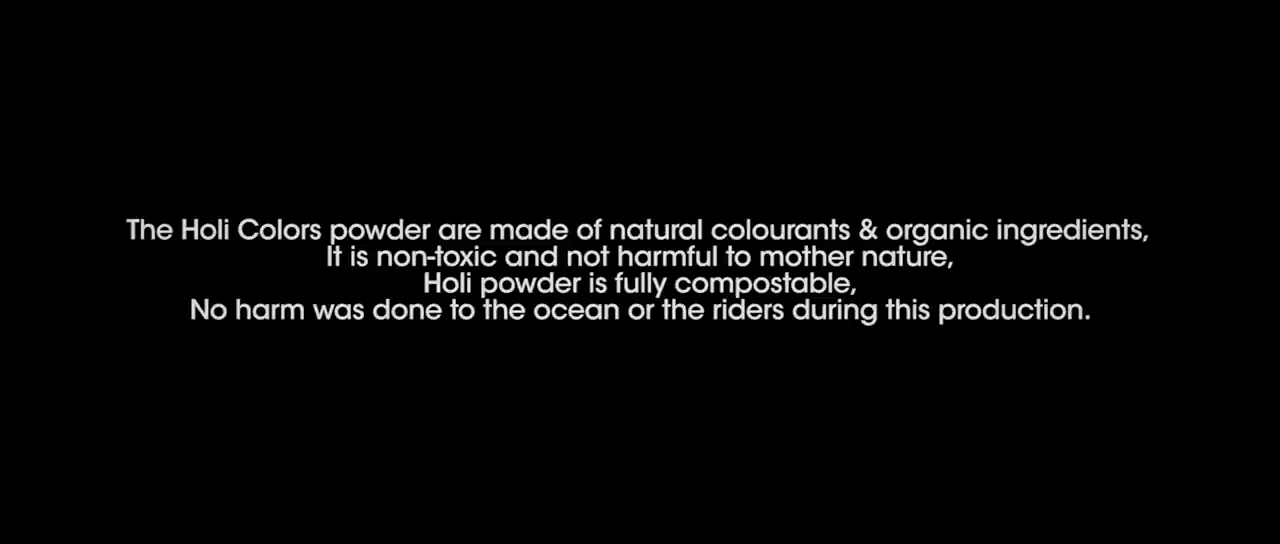 The Holi Colors powder are made of natural colourants & organic ingredients,
It is non-toxic and not harmful to mother nature,
Holi powder is fully compostable,
No harm was done to the ocean or the riders during this production.